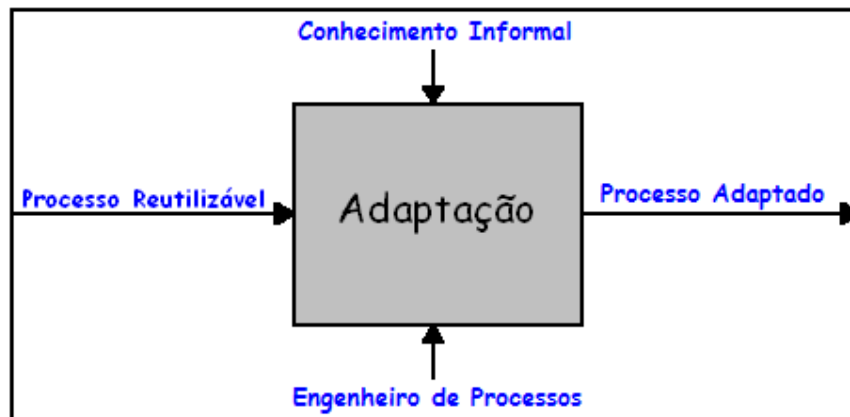 Conhecimento Informal
Processo Reutilizável
Adaptação
Processo Adaptado
Engenheiro de Processos